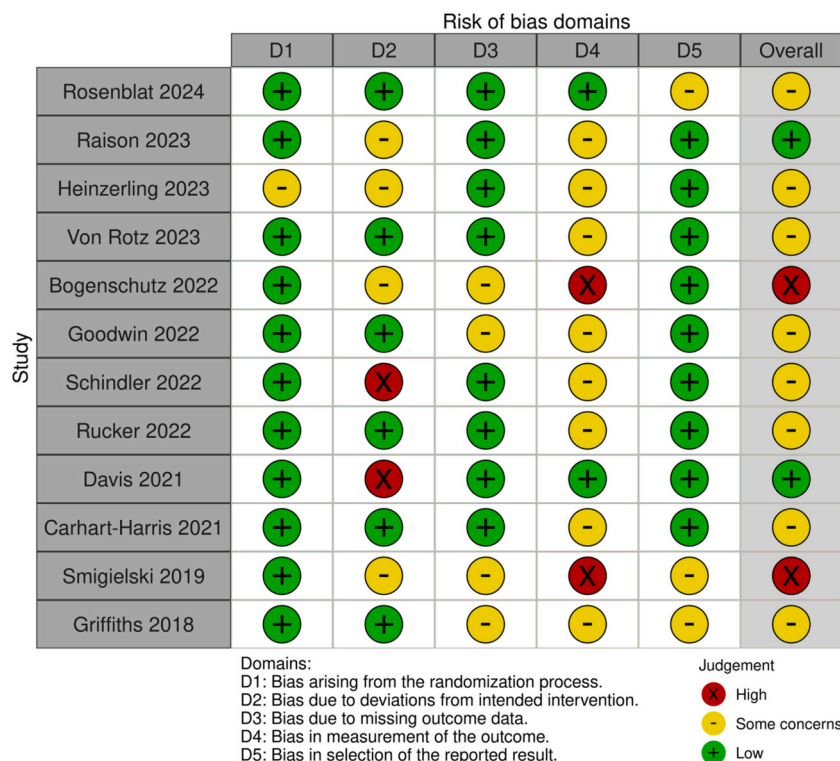 Risk of bias domains
D1 D2 D3 D4 D5 Overall
Rosenblat 2024 + + + + - -
Raison 2023 + - + - + +
Heinzerling 2023 - - + - + -
Von Rotz 2023 + + + - + -
Bogenschutz 2022 + - - X + X
Goodwin 2022 + + - - + -
Schindler 2022 + X + - + -
Rucker 2022 + + + - + -
Davis 2021 + X + + + +
Carhart-Harris 2021 + + + - + -
Smigielski 2019 + - - X - X
Griffiths 2018 + + - - - -
Study
Domains:
D1: Bias arising from the randomization process.
D2: Bias due to deviations from intended intervention.
D3: Bias due to missing outcome data.
D4: Bias in measurement of the outcome.
D5: Bias in selection of the reported result.
Judgement
X High
- Some concerns
+ Low